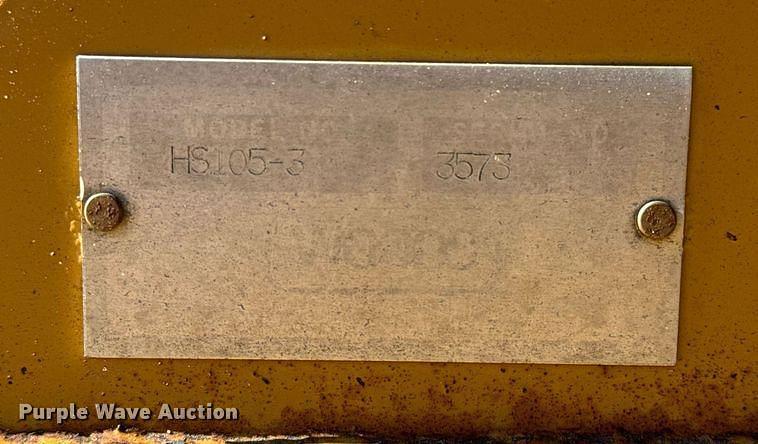 MODEL NO. SERIAL NO.
HS105-3 3573
Purple Wave Auction